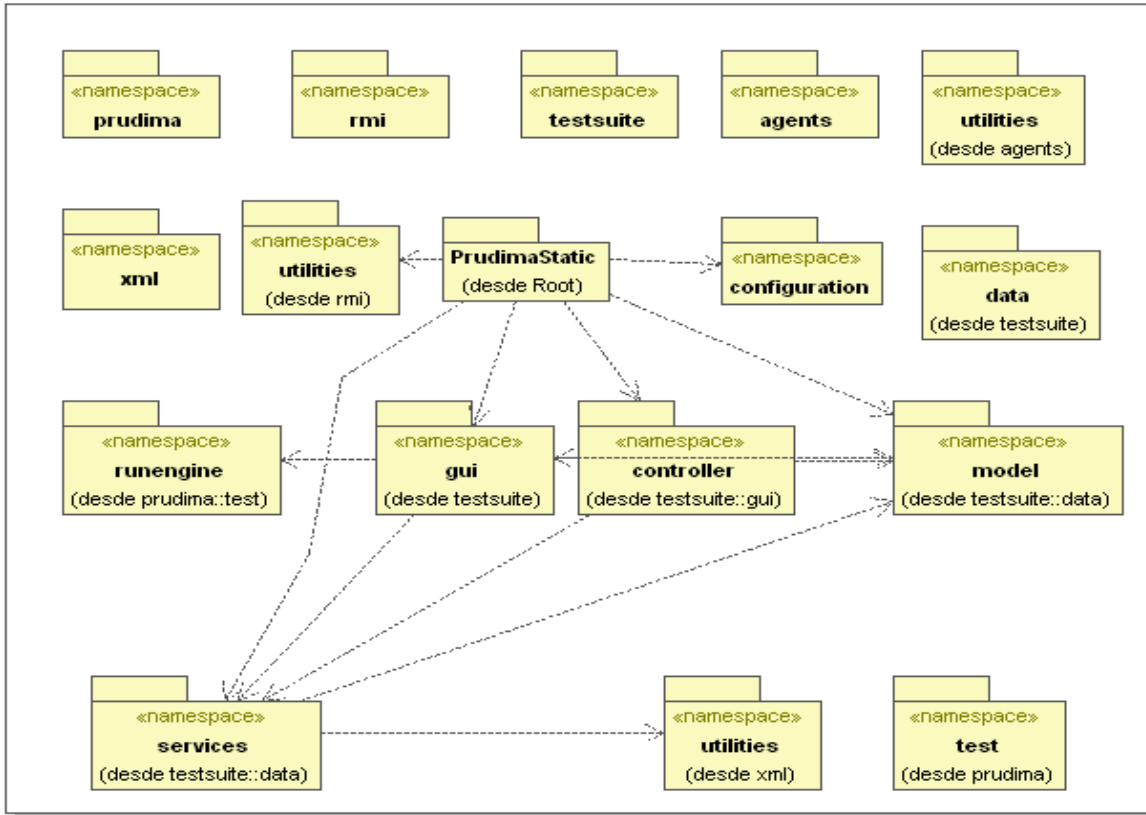 «namespace»
prudima
«namespace»
rmi
«namespace»
testsuite
«namespace»
agents
«namespace»
utilities
(desde agents)
«namespace»
xml
«namespace»
utilities
(desde rmi)
PrudimaStatic
(desde Root)
«namespace»
configuration
«namespace»
data
(desde testsuite)
«namespace»
runengine
(desde prudima::test)
«namespace»
gui
(desde testsuite)
«namespace»
controller
(desde testsuite::gui)
«namespace»
model
(desde testsuite::data)
«namespace»
services
(desde testsuite::data)
«namespace»
utilities
(desde xml)
«namespace»
test
(desde prudima)